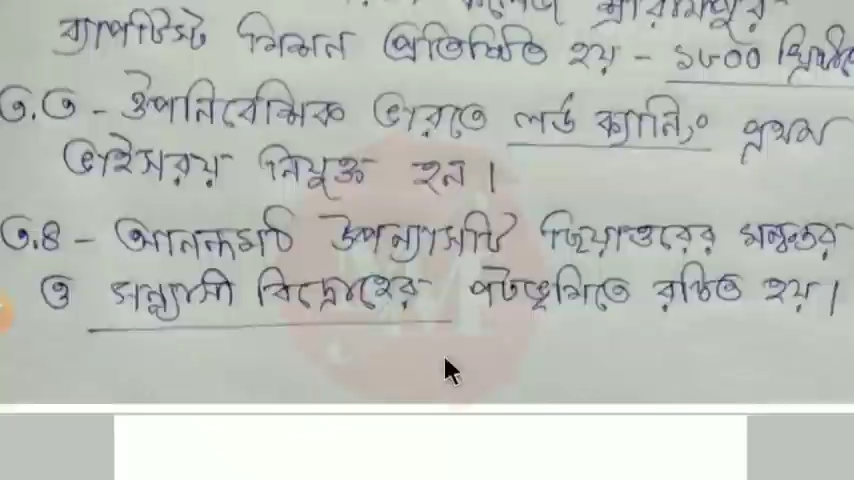 শ্রীরামপুর
ব্যাপটিস্ট মিশন প্রতিষ্ঠিত হয় - ১৮০০ খ্রিষ্টা
৩.৩ - ঔপনিবেশিক ভারতে লর্ড ক্যানিং প্রথম
ভাইসরয় নিযুক্ত হন।
৩.৪ - আনন্দমঠ উপন্যাসটি ছিয়াত্তরের মন্বন্তর
ও সন্ন্যাসী বিদ্রোহের পটভূমিতে রচিত হয়।